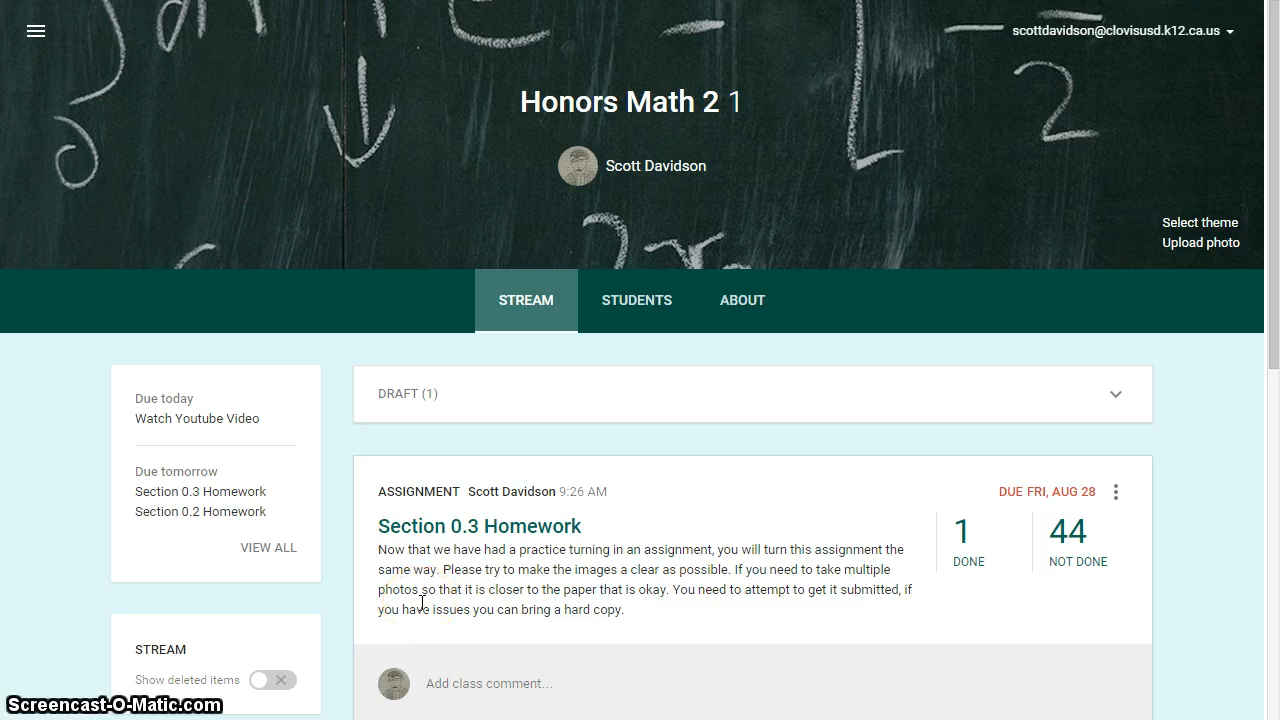 scottdavidson@clovisusd.k12.ca.us
2
Honors Math 2 1
Scott Davidson
Select theme
Upload photo
STREAM STUDENTS ABOUT
Due today
Watch Youtube Video
Due tomorrow
Section 0.3 Homework
Section 0.2 Homework
VIEW ALL
STREAM
Show deleted items
DRAFT (1)
ASSIGNMENT Scott Davidson 9:26 AM
DUE FRI, AUG 28
Section 0.3 Homework
Now that we have had a practice turning in an assignment, you will turn this assignment the
same way. Please try to make the images a clear as possible. If you need to take multiple
photos so that it is closer to the paper that is okay. You need to attempt to get it submitted, if
you have issues you can bring a hard copy.
1 44
DONE NOT DONE
Add class comment...
Screencast-O-Matic.com